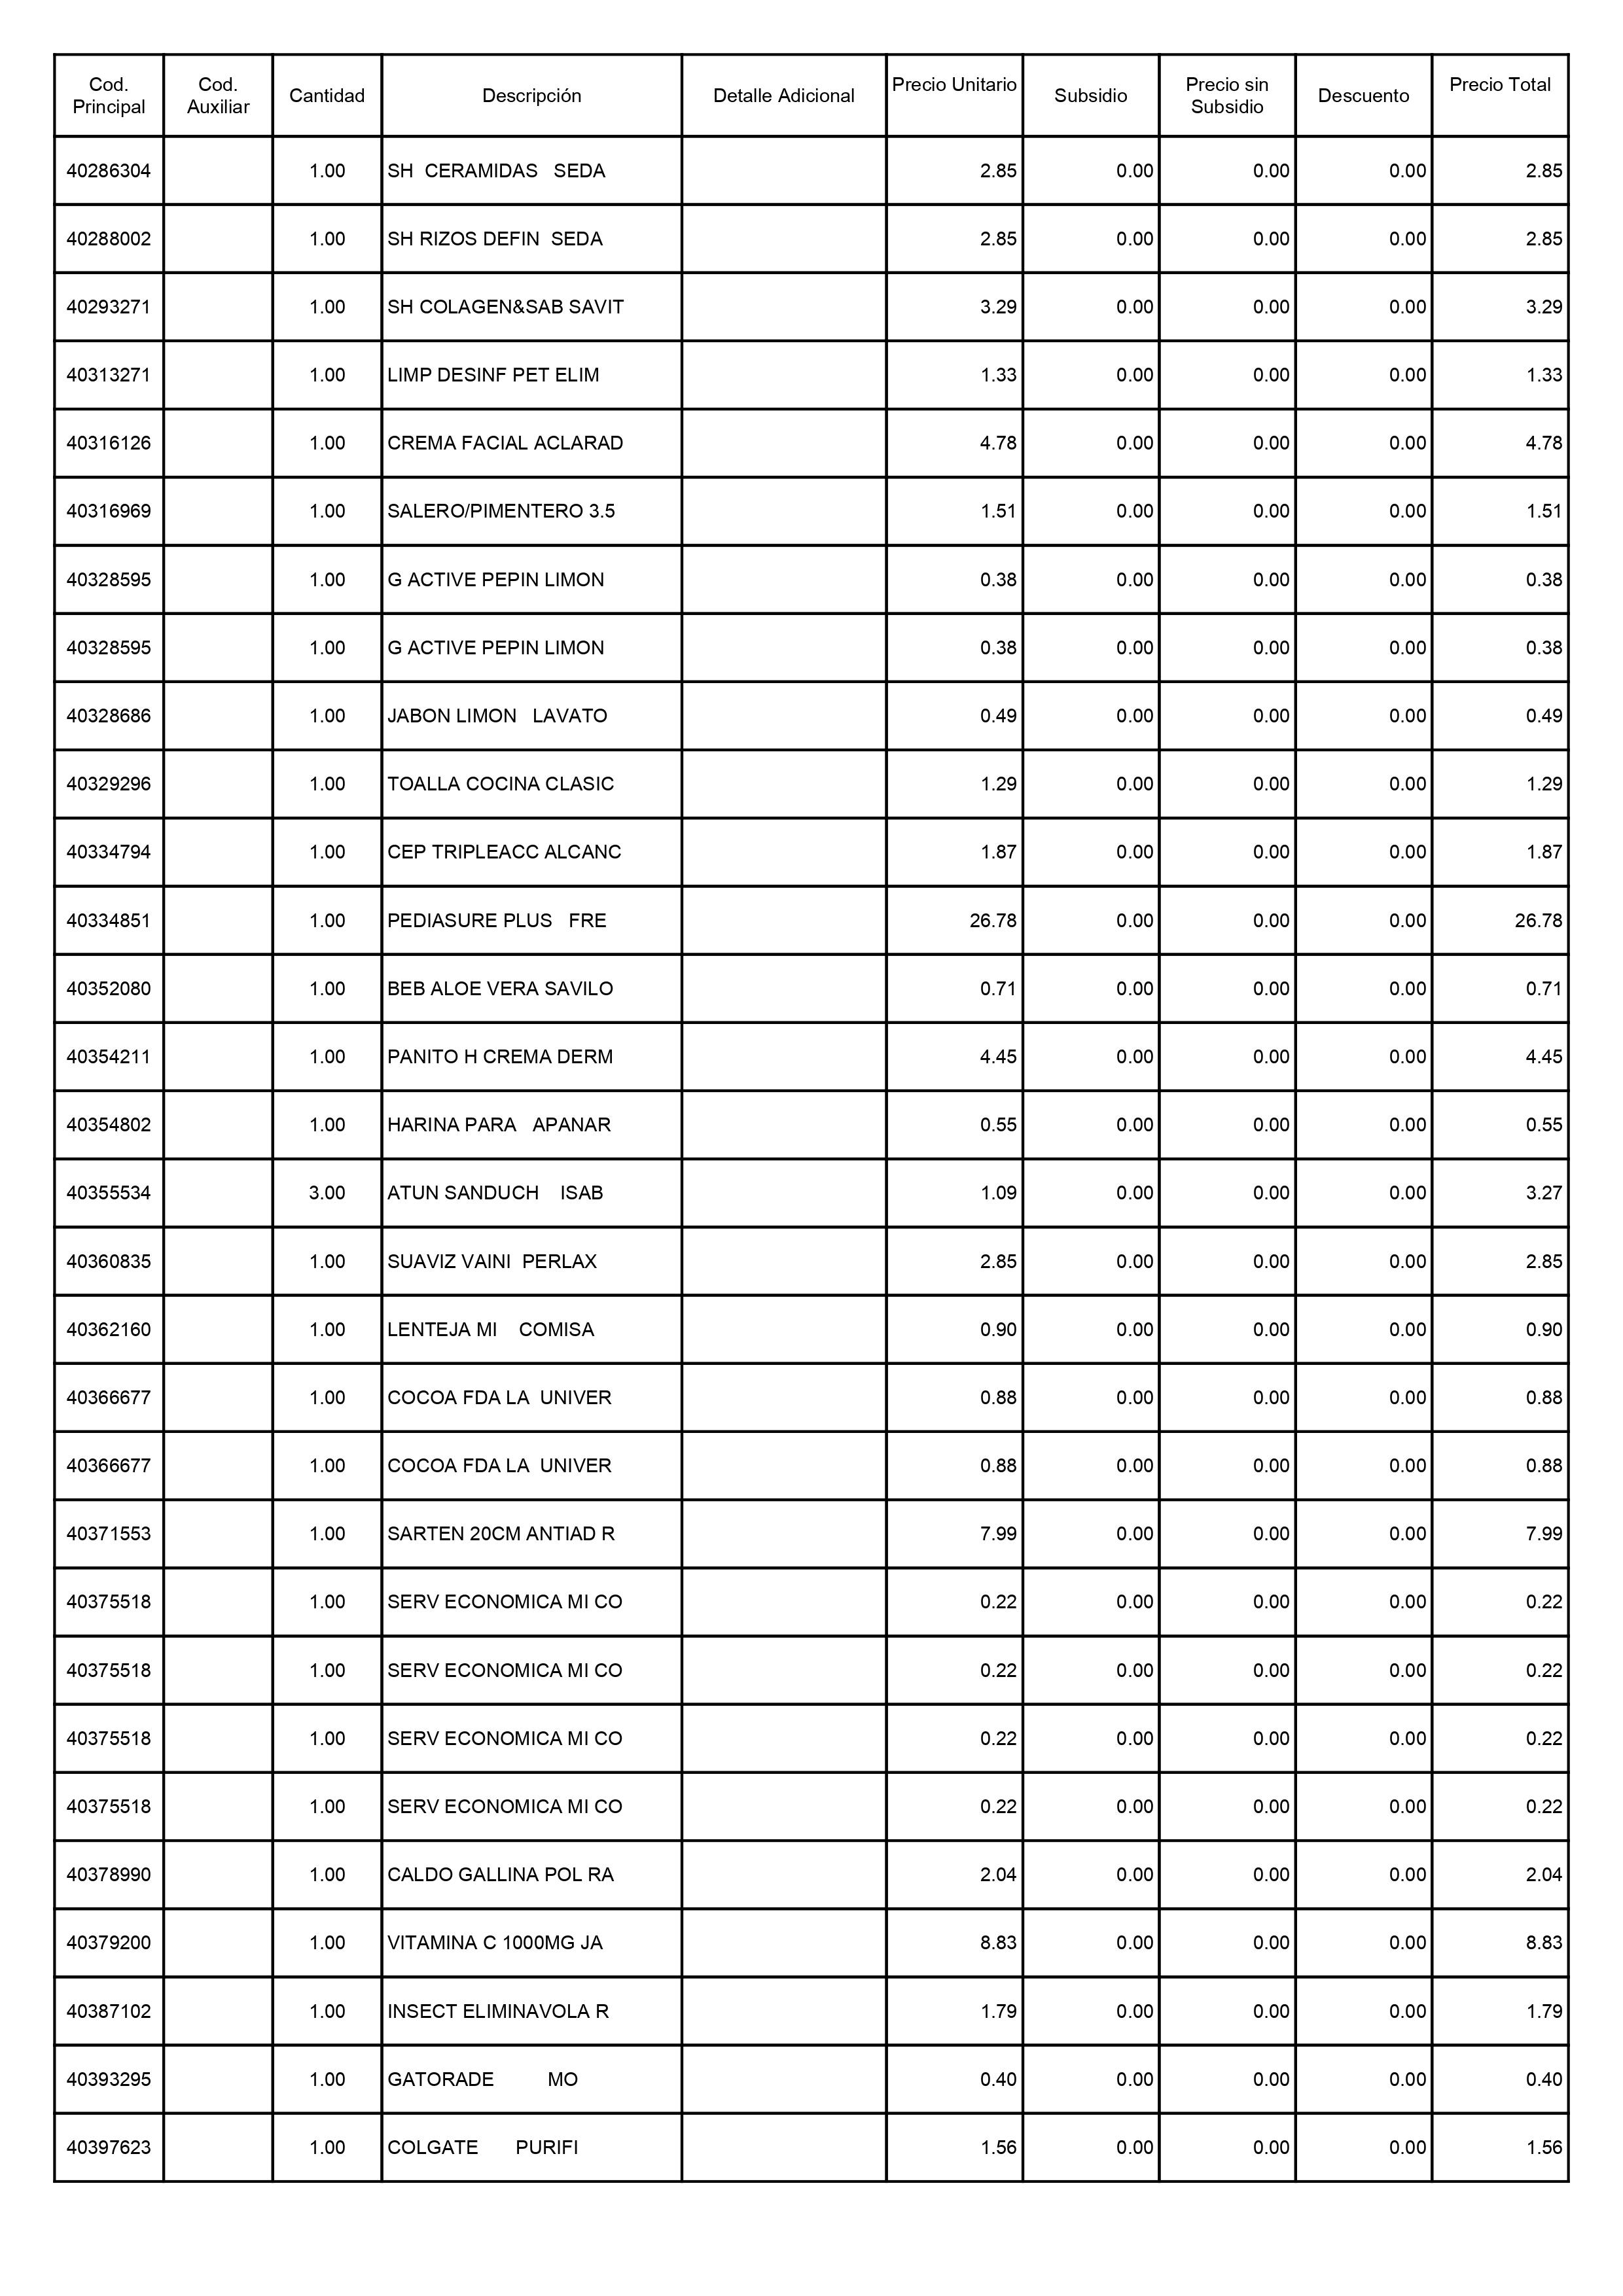 Cod. Principal Cod. Auxiliar Cantidad Descripción Detalle Adicional Precio Unitario Subsidio Precio sin Subsidio Descuento Precio Total
40286304 1.00 SH CERAMIDAS SEDA 2.85 0.00 0.00 0.00 2.85
40288002 1.00 SH RIZOS DEFIN SEDA 2.85 0.00 0.00 0.00 2.85
40293271 1.00 SH COLAGEN&SAB SAVIT 3.29 0.00 0.00 0.00 3.29
40313271 1.00 LIMP DESINF PET ELIM 1.33 0.00 0.00 0.00 1.33
40316126 1.00 CREMA FACIAL ACLARAD 4.78 0.00 0.00 0.00 4.78
40316969 1.00 SALERO/PIMENTERO 3.5 1.51 0.00 0.00 0.00 1.51
40328595 1.00 G ACTIVE PEPIN LIMON 0.38 0.00 0.00 0.00 0.38
40328595 1.00 G ACTIVE PEPIN LIMON 0.38 0.00 0.00 0.00 0.38
40328686 1.00 JABON LIMON LAVATO 0.49 0.00 0.00 0.00 0.49
40329296 1.00 TOALLA COCINA CLASIC 1.29 0.00 0.00 0.00 1.29
40334794 1.00 CEP TRIPLEACC ALCANC 1.87 0.00 0.00 0.00 1.87
40334851 1.00 PEDIASURE PLUS FRE 26.78 0.00 0.00 0.00 26.78
40352080 1.00 BEB ALOE VERA SAVILO 0.71 0.00 0.00 0.00 0.71
40354211 1.00 PANITO H CREMA DERM 4.45 0.00 0.00 0.00 4.45
40354802 1.00 HARINA PARA APANAR 0.55 0.00 0.00 0.00 0.55
40355534 3.00 ATUN SANDUCH ISAB 1.09 0.00 0.00 0.00 3.27
40360835 1.00 SUAVIZ VAINI PERLAX 2.85 0.00 0.00 0.00 2.85
40362160 1.00 LENTEJA MI COMISA 0.90 0.00 0.00 0.00 0.90
40366677 1.00 COCOA FDA LA UNIVER 0.88 0.00 0.00 0.00 0.88
40366677 1.00 COCOA FDA LA UNIVER 0.88 0.00 0.00 0.00 0.88
40371553 1.00 SARTEN 20CM ANTIAD R 7.99 0.00 0.00 0.00 7.99
40375518 1.00 SERV ECONOMICA MI CO 0.22 0.00 0.00 0.00 0.22
40375518 1.00 SERV ECONOMICA MI CO 0.22 0.00 0.00 0.00 0.22
40375518 1.00 SERV ECONOMICA MI CO 0.22 0.00 0.00 0.00 0.22
40375518 1.00 SERV ECONOMICA MI CO 0.22 0.00 0.00 0.00 0.22
40378990 1.00 CALDO GALLINA POL RA 2.04 0.00 0.00 0.00 2.04
40379200 1.00 VITAMINA C 1000MG JA 8.83 0.00 0.00 0.00 8.83
40387102 1.00 INSECT ELIMINAVOLA R 1.79 0.00 0.00 0.00 1.79
40393295 1.00 GATORADE MO 0.40 0.00 0.00 0.00 0.40
40397623 1.00 COLGATE PURIFI 1.56 0.00 0.00 0.00 1.56